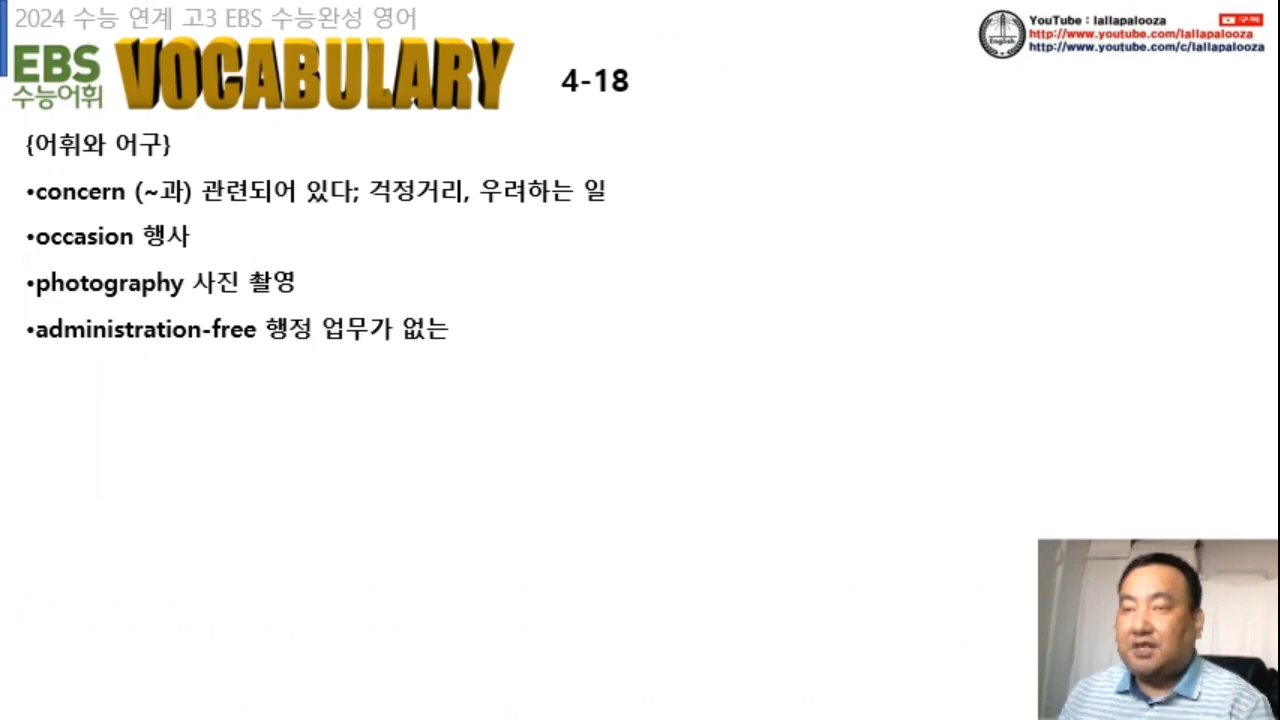 2024 수능 연계 고3 EBS 수능완성 영어
EBS
수능어휘
VOCABULARY
4-18
YouTube : lallapalooza
구독
http://www.youtube.com/lallapalooza
http://www.youtube.com/c/lallapalooza
English
{어휘와 어구}
•concern (~과) 관련되어 있다; 걱정거리, 우려하는 일
•occasion 행사
•photography 사진 촬영
•administration-free 행정 업무가 없는